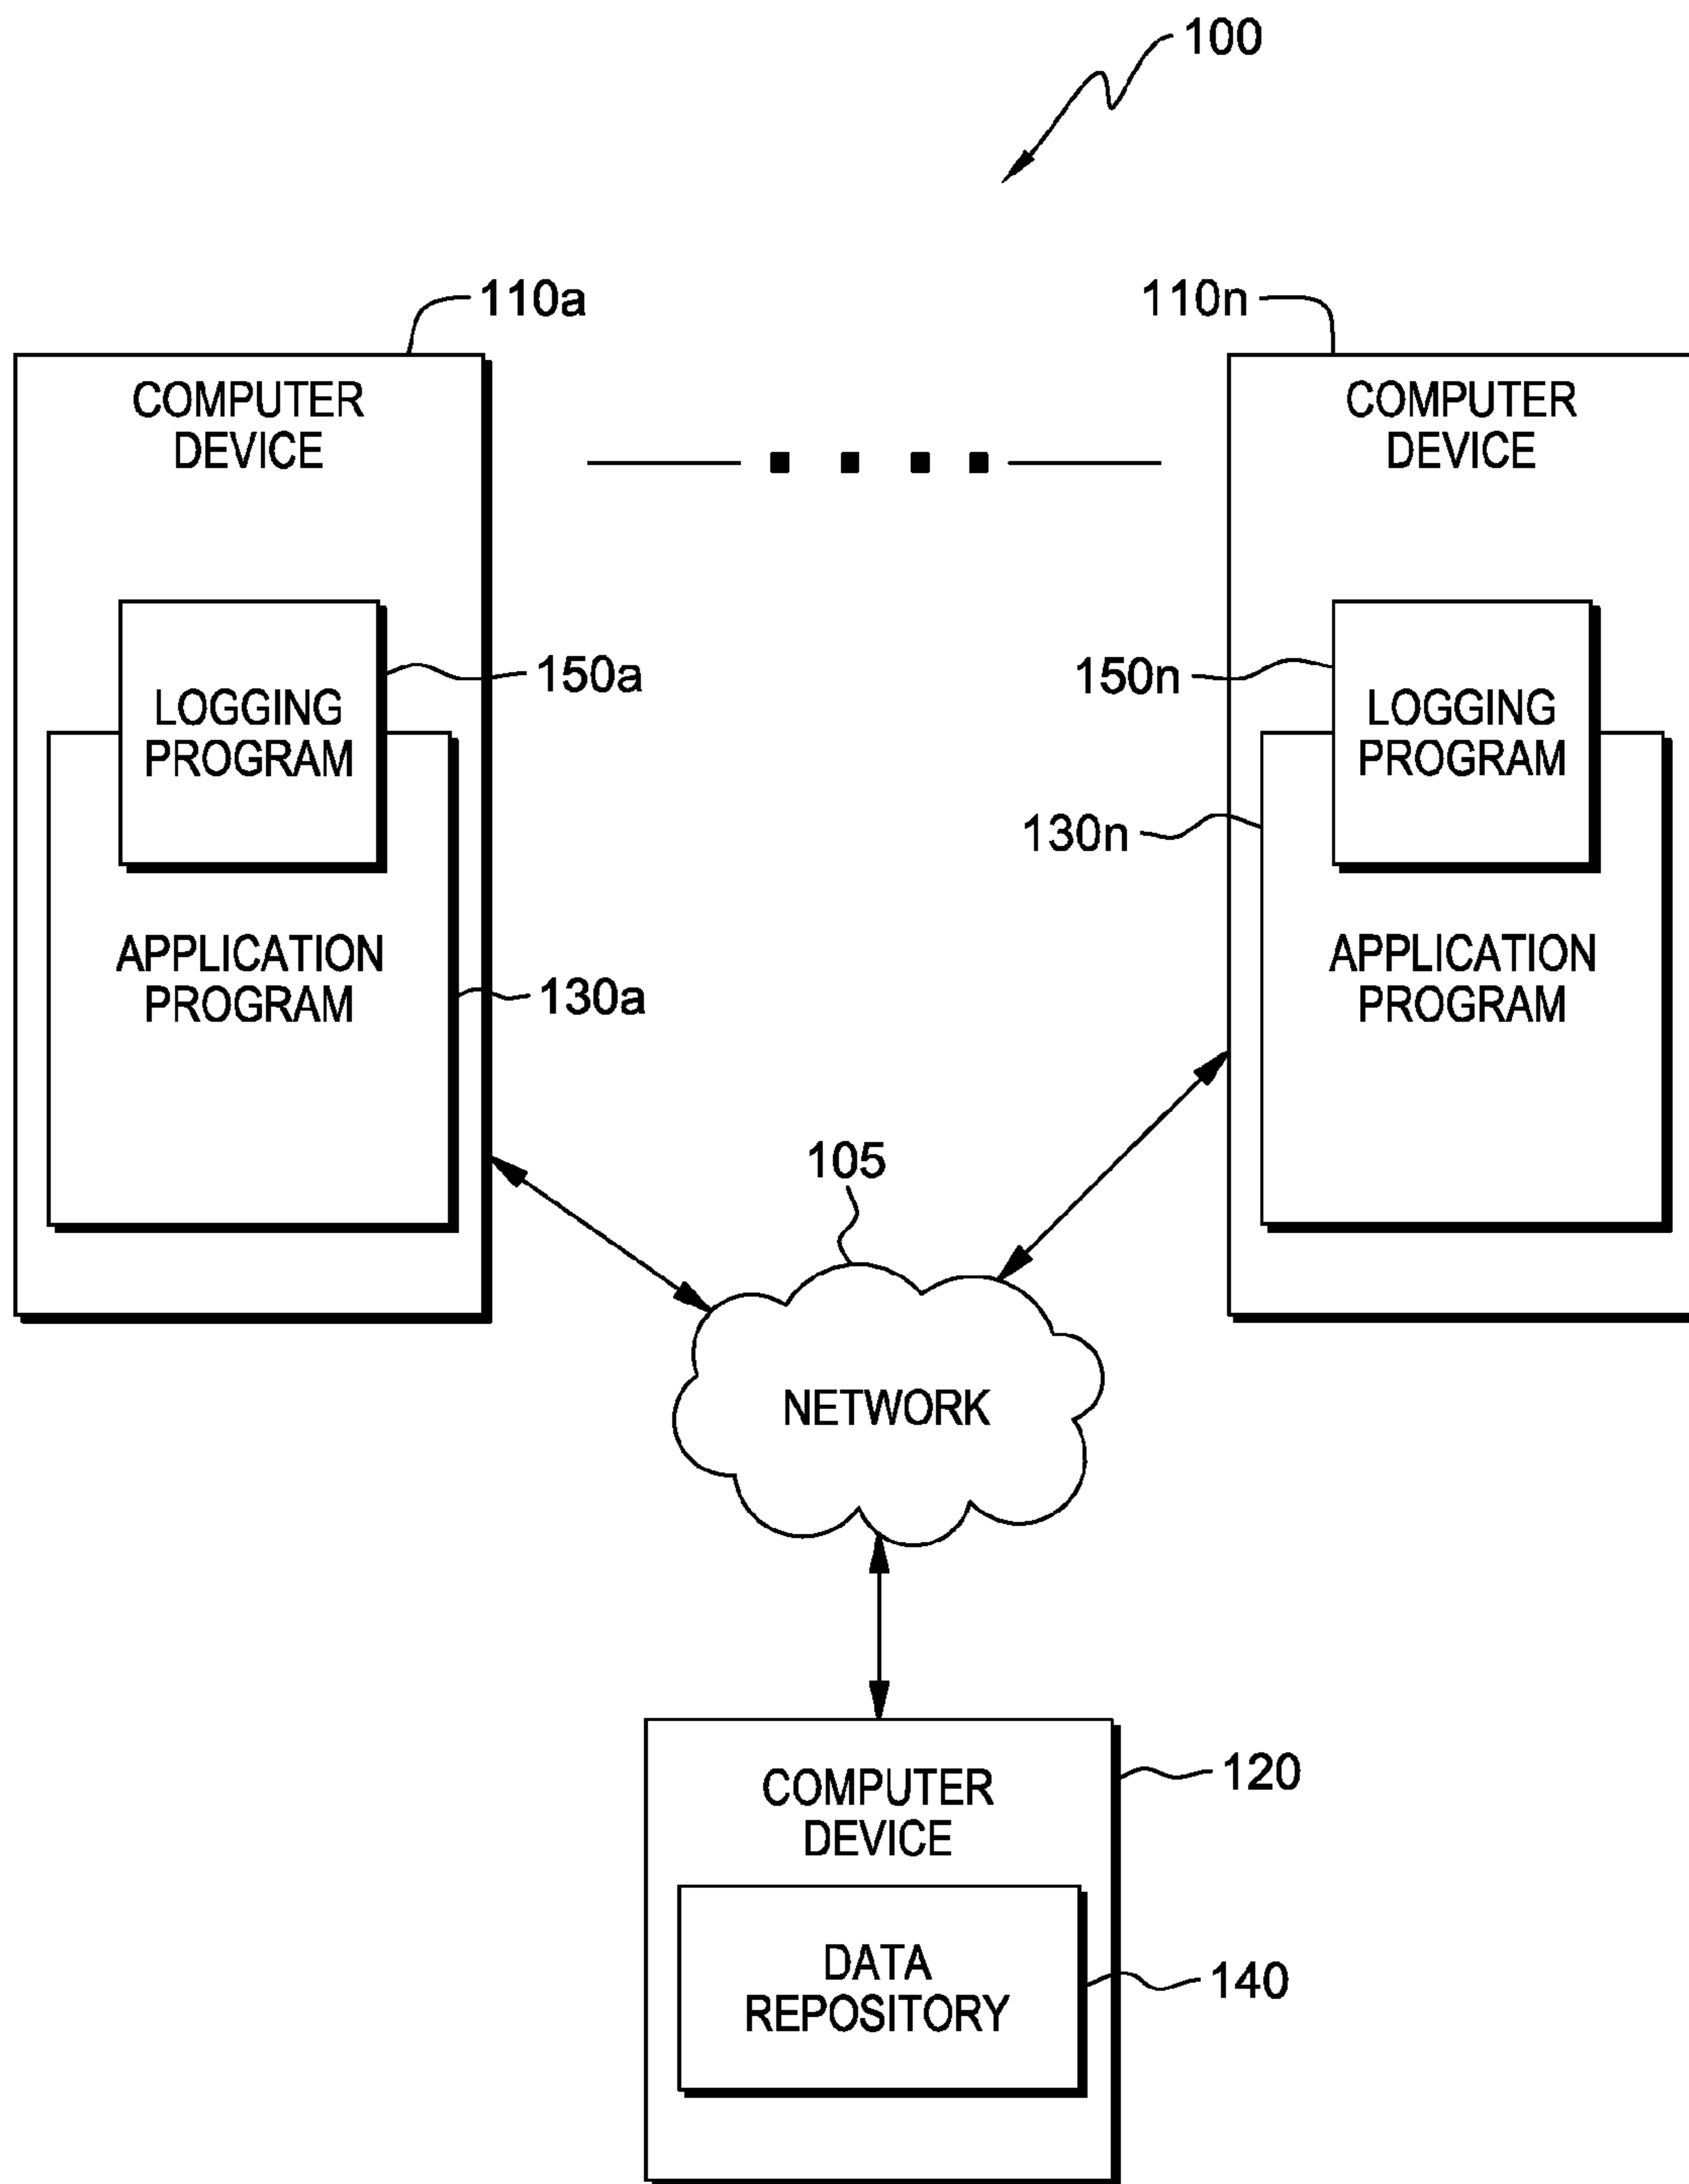 100
110a
110n
COMPUTER
DEVICE
COMPUTER
DEVICE
150a
150n
LOGGING
PROGRAM
LOGGING
PROGRAM
130n
APPLICATION
PROGRAM
130a
APPLICATION
PROGRAM
105
NETWORK
120
COMPUTER
DEVICE
DATA
REPOSITORY
140